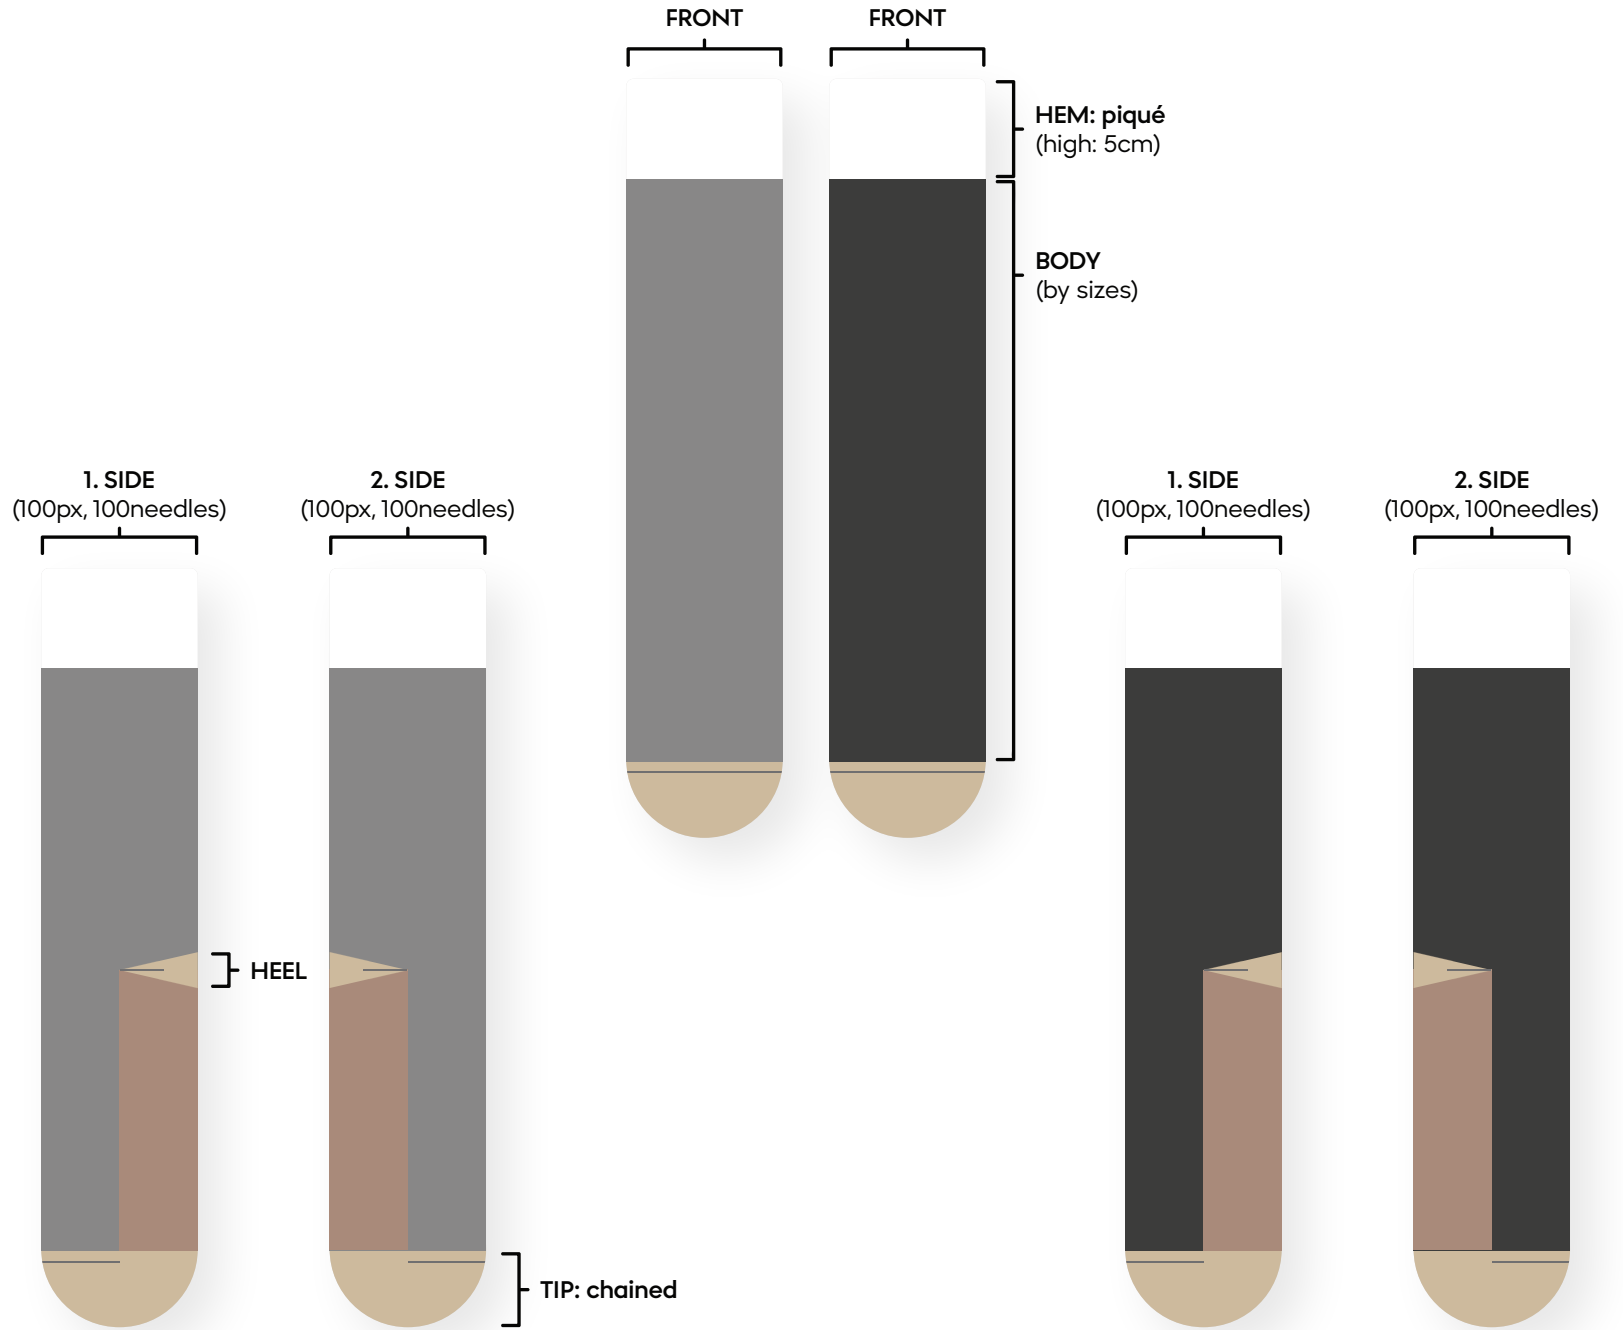 FRONT
FRONT
HEM: piqué
(high: 5cm)
BODY
(by sizes)
1. SIDE
(100px, 100needles)
2. SIDE
(100px, 100needles)
1. SIDE
(100px, 100needles)
2. SIDE
(100px, 100needles)
HEEL
TIP: chained